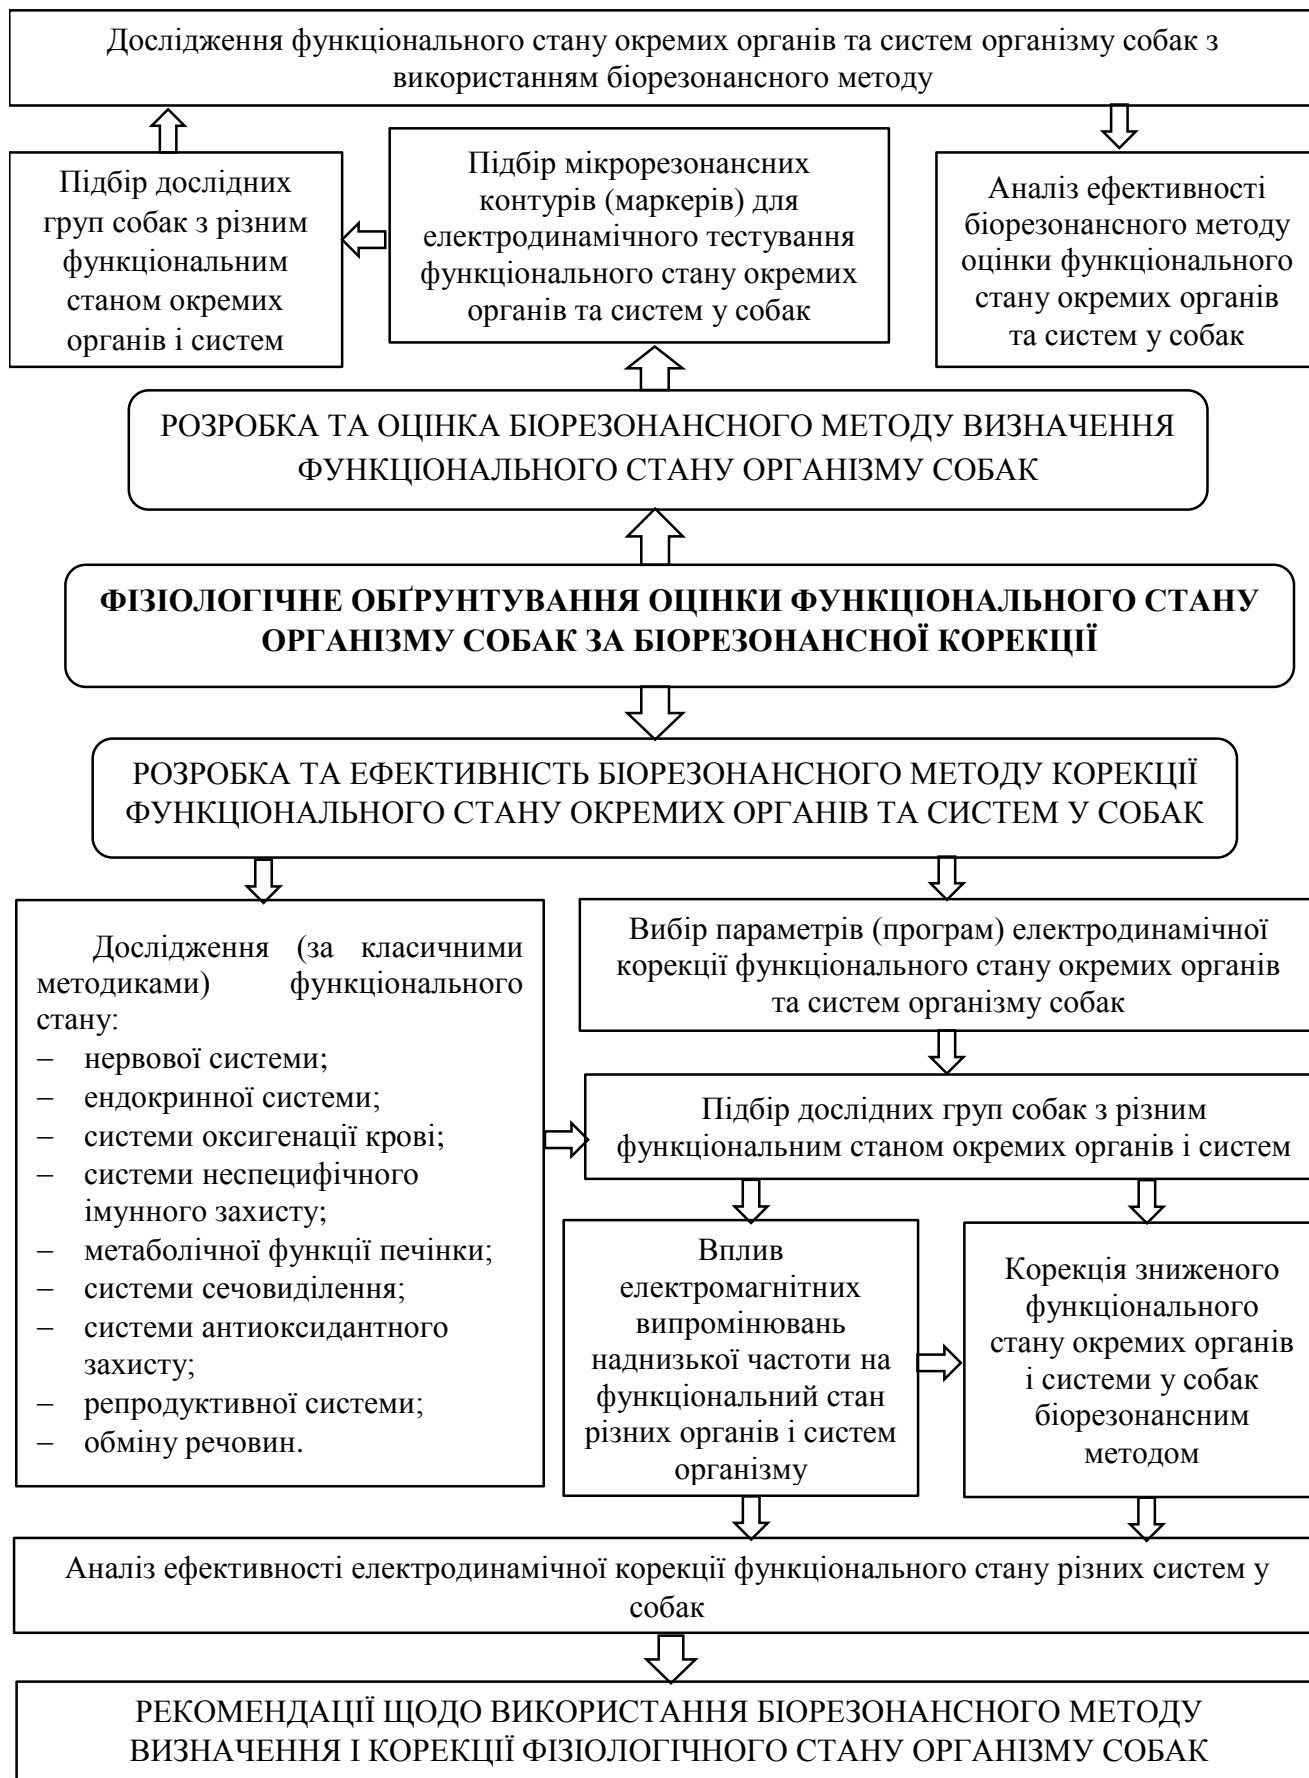 Дослідження функціонального стану окремих органів та систем організму собак з
використанням біорезонансного методу
Підбір дослідних
груп собак з різним
функціональним
станом окремих
органів і систем
Підбір мікрорезонансних
контурів (маркерів) для
електродинамічного тестування
функціонального стану окремих
органів та систем у собак
Аналіз ефективності
біорезонансного методу
оцінки функціонального
стану окремих органів
та систем у собак
РОЗРОБКА ТА ОЦІНКА БІОРЕЗОНАНСНОГО МЕТОДУ ВИЗНАЧЕННЯ
ФУНКЦІОНАЛЬНОГО СТАНУ ОРГАНІЗМУ СОБАК
ФІЗІОЛОГІЧНЕ ОБҐРУНТУВАННЯ ОЦІНКИ ФУНКЦІОНАЛЬНОГО СТАНУ
ОРГАНІЗМУ СОБАК ЗА БІОРЕЗОНАНСНОЇ КОРЕКЦІЇ
РОЗРОБКА ТА ЕФЕКТИВНІСТЬ БІОРЕЗОНАНСНОГО МЕТОДУ КОРЕКЦІЇ
ФУНКЦІОНАЛЬНОГО СТАНУ ОКРЕМИХ ОРГАНІВ ТА СИСТЕМ У СОБАК
Дослідження (за класичними
методиками) функціонального
стану:
– нервової системи;
– ендокринної системи;
– системи оксигенації крові;
– системи неспецифічного
імунного захисту;
– метаболічної функції печінки;
– системи сечовиділення;
– системи антиоксидантного
захисту;
– репродуктивної системи;
– обміну речовин.
Вибір параметрів (програм) електродинамічної
корекції функціонального стану окремих органів
та систем організму собак
Підбір дослідних груп собак з різним
функціональним станом окремих органів і систем
Вплив
електромагнітних
випромінювань
наднизької частоти на
функціональний стан
різних органів і систем
організму
Корекція зниженого
функціонального
стану окремих органів
і системи у собак
біорезонансним
методом
Аналіз ефективності електродинамічної корекції функціонального стану різних систем у
собак
РЕКОМЕНДАЦІЇ ЩОДО ВИКОРИСТАННЯ БІОРЕЗОНАНСНОГО МЕТОДУ
ВИЗНАЧЕННЯ І КОРЕКЦІЇ ФІЗІОЛОГІЧНОГО СТАНУ ОРГАНІЗМУ СОБАК